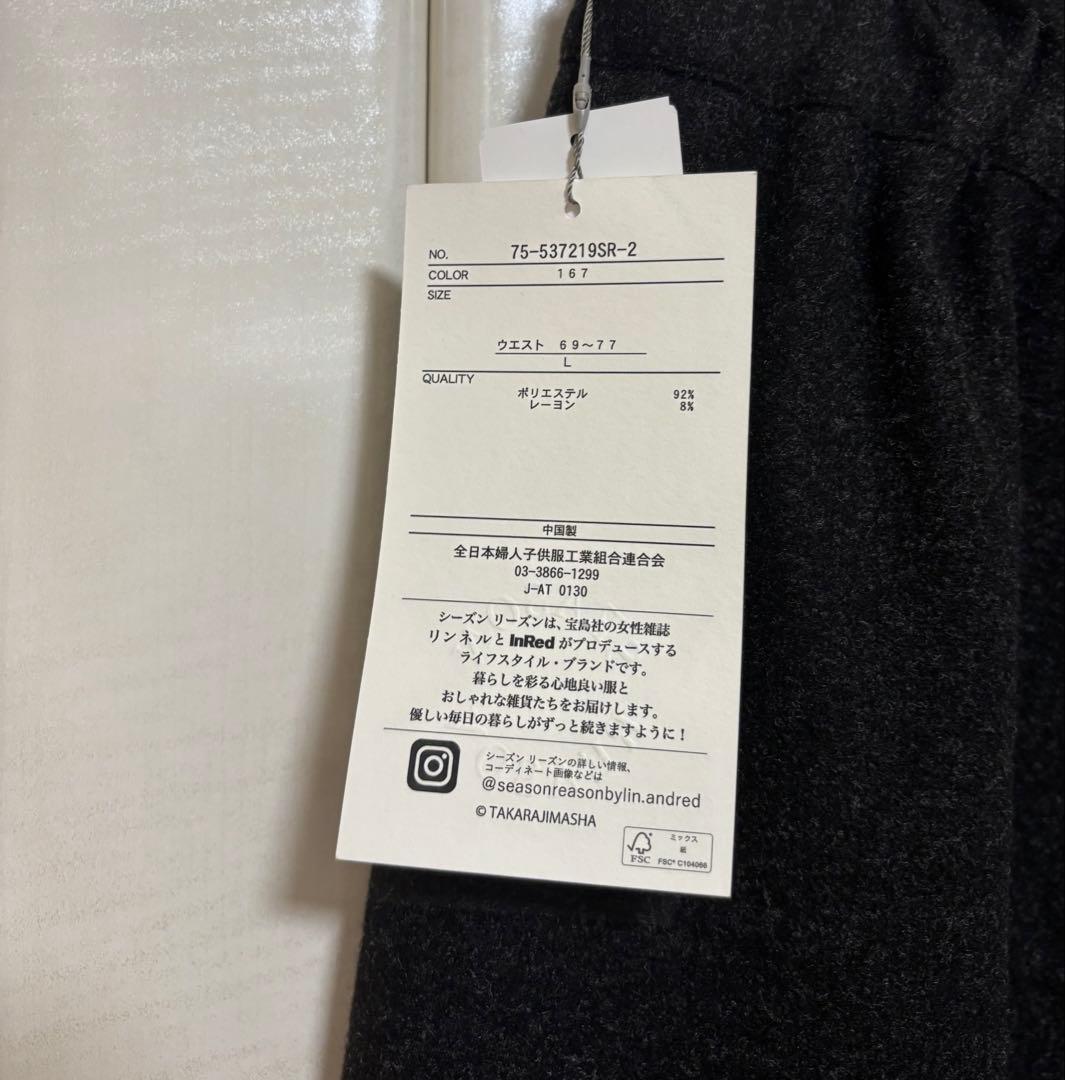 NO. 75-537219SR-2
COLOR 167
SIZE
ウエスト 69~77
L
QUALITY
ポリエステル 92%
レーヨン 8%
中国製
全日本婦人子供服工業組合連合会
03-3866-1299
J-AT 0130
シーズン リーズンは、宝島社の女性雑誌
リンネルと InRed がプロデュースする
ライフスタイル・ブランドです。
暮らしを彩る心地良い服と
おしゃれな雑貨たちをお届けします。
優しい毎日の暮らしがずっと続きますように！
シーズン リーズンの詳しい情報、
コーディネート画像などは
@seasonreasonbylin.andred
© TAKARAJIMASHA
ミックス
紙
FSC
FSC® C104066